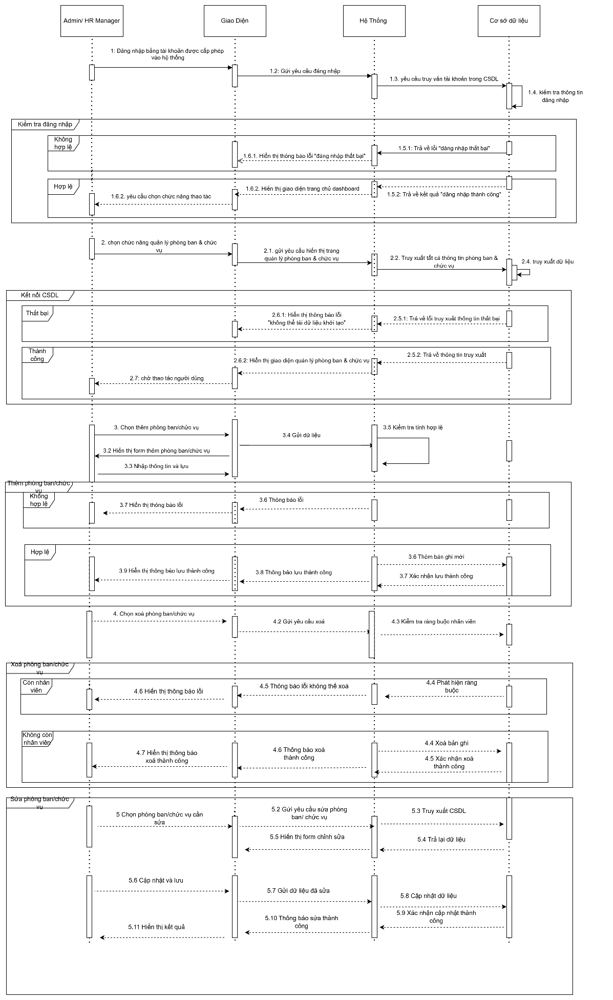 Admin/ HR Manager
Giao Diện
Hệ Thống
Cơ sở dữ liệu
1: Đăng nhập bằng tài khoản được cấp phép
vào hệ thống
1.2: Gửi yêu cầu đăng nhập
1.3. yêu cầu truy vấn tài khoản trong CSDL
1.4. kiểm tra thông tin
đăng nhập
Kiểm tra đăng nhập
Không
hợp lệ
1.5.1: Trả về lỗi "đăng nhập thất bại"
1.6.1. Hiển thị thông báo lỗi "đăng nhập thất bại"
Hợp lệ
1.6.2. Hiển thị giao diện trang chủ dashboard
1.5.2: Trả về kết quả "đăng nhập thành công"
1.6.2. yêu cầu chọn chức năng thao tác
2. chọn chức năng quản lý phòng ban & chức
vụ
2.1. gửi yêu cầu hiển thị trang
quản lý phòng ban & chức vụ
2.2. Truy xuất tất cả thông tin phòng ban &
chức vụ
2.4. truy xuất dữ liệu
Kết nối CSDL
Thất bại
2.6.1: Hiển thị thông báo lỗi
"không thể tải dữ liệu khởi tạo"
2.5.1: Trả về lỗi truy xuất thông tin thất bại
Thành
công
2.5.2: Trả về thông tin truy xuất
2.6.2: Hiển thị giao diện quản lý phòng ban & chức vụ
2.7: chờ thao tác người dùng
3. Chọn thêm phòng ban/chức vụ
3.5 Kiểm tra tính hợp lệ
3.4 Gửi dữ liệu
3.2 Hiển thị form thêm phòng ban/chức vụ
3.3 Nhập thông tin và lưu
Thêm phòng ban/chức
vụ
Không
hợp lệ
3.6 Thông báo lỗi
3.7 Hiển thị thông báo lỗi
Hợp lệ
3.6 Thêm bản ghi mới
3.7 Xác nhận lưu thành công
3.8 Thông báo lưu thành công
3.9 Hiển thị thông báo lưu thành công
4. Chọn xoá phòng ban/chức vụ
4.2 Gửi yêu cầu xoá
4.3 Kiểm tra ràng buộc nhân viên
Xoá phòng ban/chức
vụ
Còn nhân
viên
4.4 Phát hiện ràng
buộc
4.5 Thông báo lỗi không thể xoá
4.6 Hiển thị thông báo lỗi
Không còn
nhân viên
4.4 Xoá bản ghi
4.5 Xác nhận xoá
thành công
4.6 Thông báo xoá
thành công
4.7 Hiển thị thông báo
xoá thành công
Sửa phòng ban/chức
vụ
5 Chọn phòng ban/chức vụ cần
sửa
5.2 Gửi yêu cầu sửa phòng
ban/ chức vụ
5.3 Truy xuất CSDL
5.5 Hiển thị form chỉnh sửa
5.4 Trả lại dữ liệu
5.6 Cập nhật và lưu
5.7 Gửi dữ liệu đã sửa
5.8 Cập nhật dữ liệu
5.9 Xác nhận cập nhật thành
công
5.10 Thông báo sửa thành
công
5.11 Hiển thị kết quả